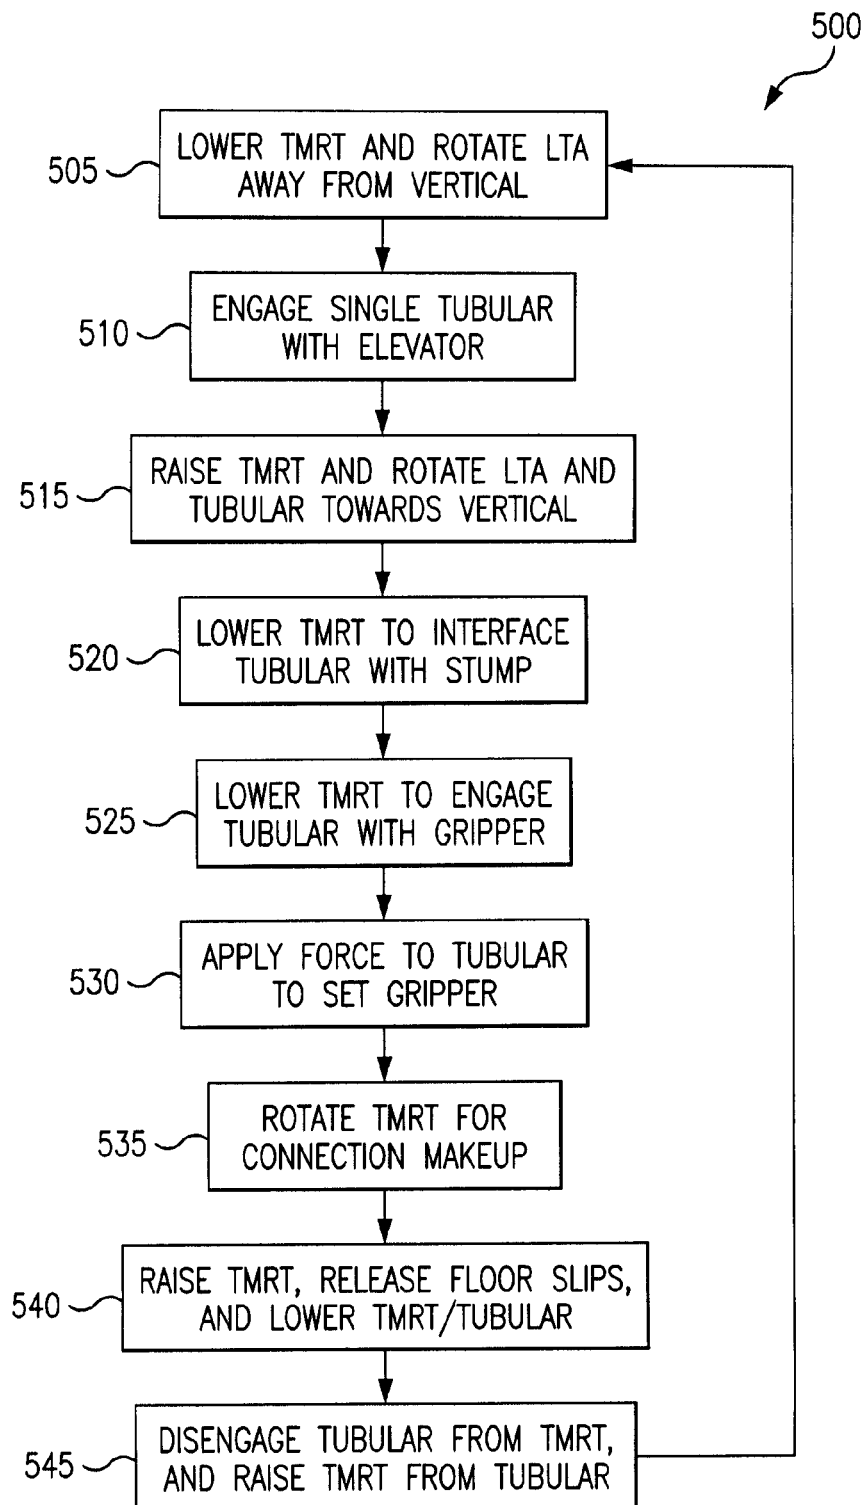 500
505
LOWER TMRT AND ROTATE LTA
AWAY FROM VERTICAL
510
ENGAGE SINGLE TUBULAR
WITH ELEVATOR
515
RAISE TMRT AND ROTATE LTA AND
TUBULAR TOWARDS VERTICAL
520
LOWER TMRT TO INTERFACE
TUBULAR WITH STUMP
525
LOWER TMRT TO ENGAGE
TUBULAR WITH GRIPPER
530
APPLY FORCE TO TUBULAR
TO SET GRIPPER
535
ROTATE TMRT FOR
CONNECTION MAKEUP
540
RAISE TMRT, RELEASE FLOOR SLIPS,
AND LOWER TMRT/TUBULAR
545
DISENGAGE TUBULAR FROM TMRT,
AND RAISE TMRT FROM TUBULAR